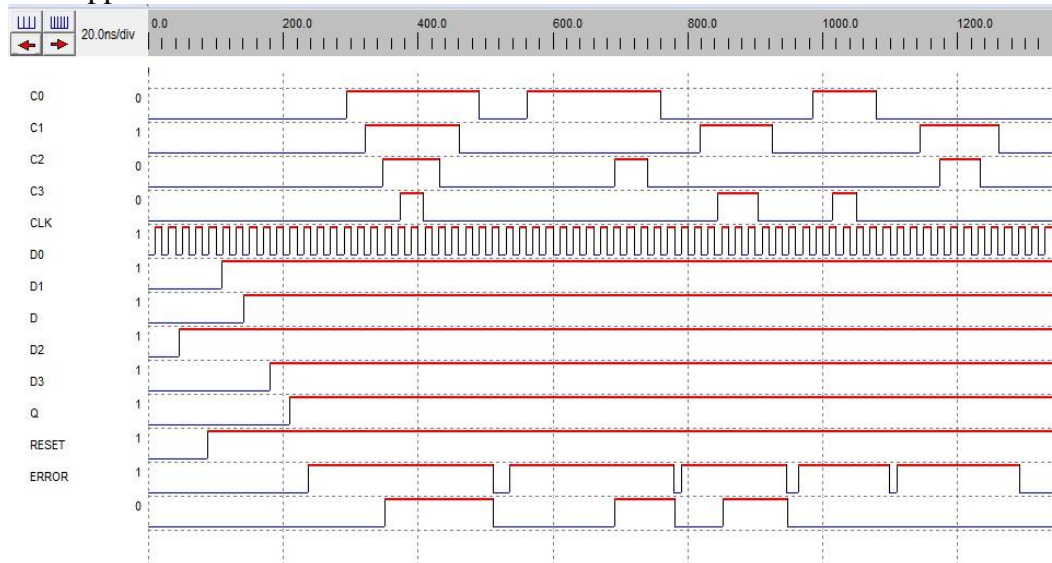 20.0ns/div
0.0 200.0 400.0 600.0 800.0 1000.0 1200.0
C0 0
C1 1
C2 0
C3 0
CLK 1
D0 1
D1 1
D 1
D2 1
D3 1
Q 1
RESET 1
ERROR 1
0